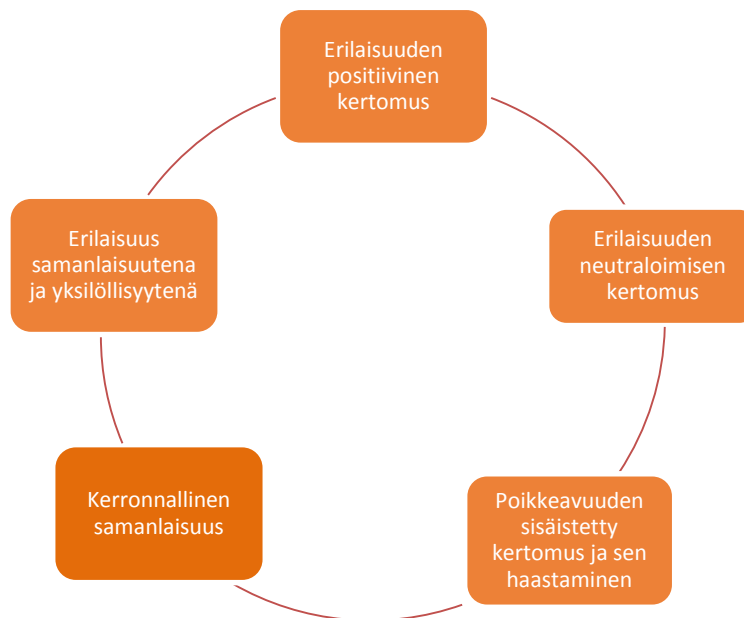 Erilaisuuden
positiivinen
kertomus
Erilaisuus
samanlaisuutena
ja yksilöllisyytenä
Erilaisuuden
neutraloimisen
kertomus
Kerronnallinen
samanlaisuus
Poikkeavuuden
sisäistetty
kertomus ja sen
haastaminen